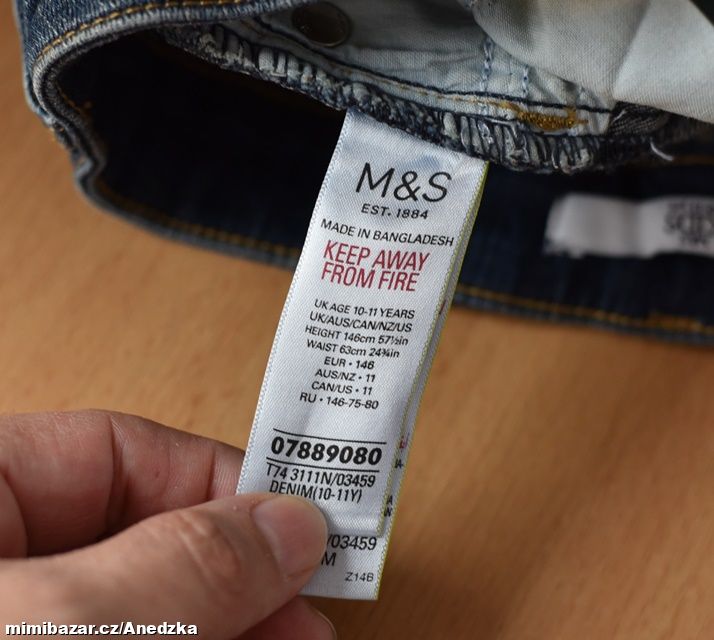 M&S
EST. 1884
MADE IN BANGLADESH
KEEP AWAY
FROM FIRE
UK AGE 10-11 YEARS
UK/AUS/CAN/NZ/US
HEIGHT 146cm 57½in
WAIST 63cm 24¾in
EUR • 146
AUS/NZ • 11
CAN/US • 11
RU • 146-75-80
07889080
T74 3111N/03459
DENIM(10-11Y)
/03459
M
Z14B
mimibazar.cz/Anedzka